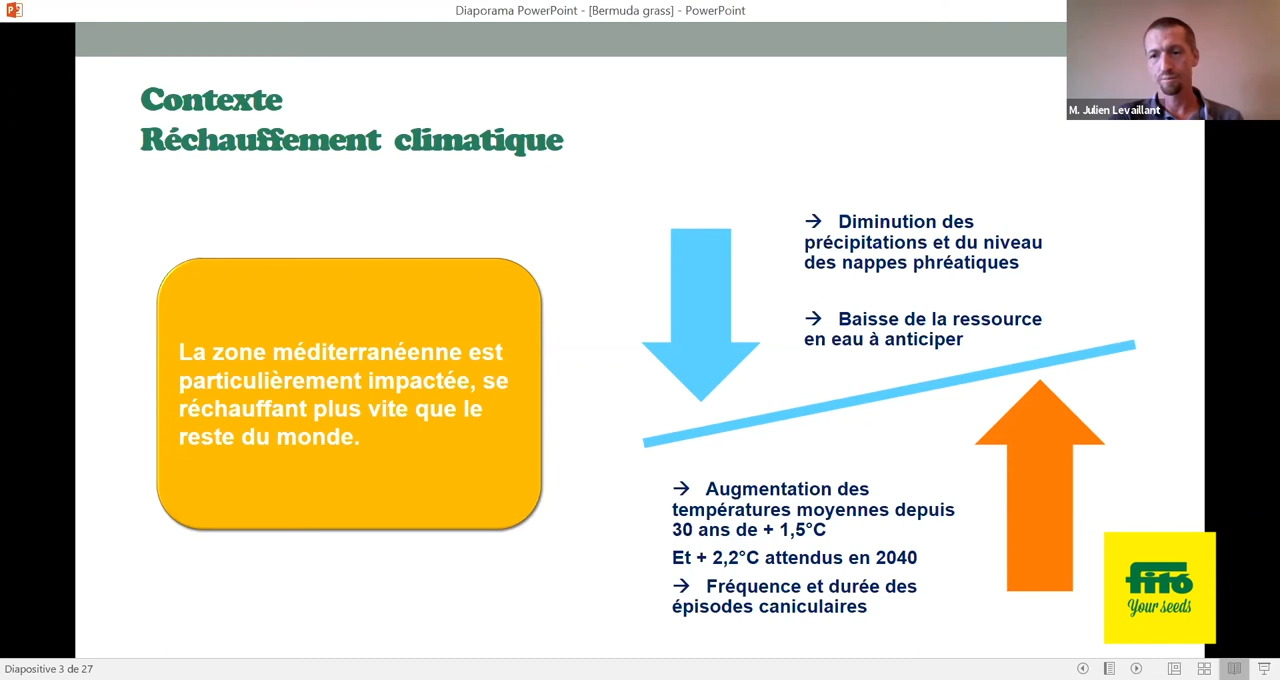 Diaporama PowerPoint - [Bermuda grass] - PowerPoint
M. Julien Levaillant
Contexte
Réchauffement climatique
La zone méditerranéenne est
particulièrement impactée, se
réchauffant plus vite que le
reste du monde.
→ Diminution des
précipitations et du niveau
des nappes phréatiques
→ Baisse de la ressource
en eau à anticiper
→ Augmentation des
températures moyennes depuis
30 ans de + 1,5°C
Et + 2,2°C attendus en 2040
→ Fréquence et durée des
épisodes caniculaires
fitó
Your seeds
Diapositive 3 de 27